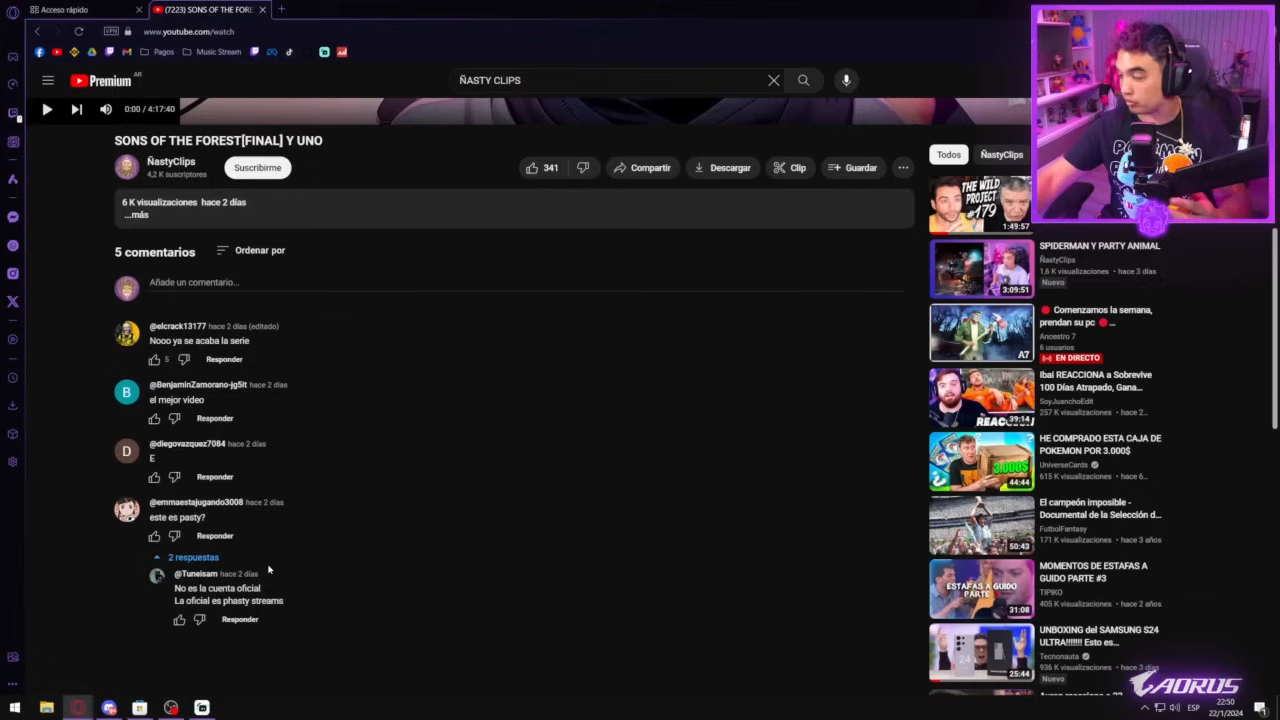 Acceso rápido
(7223) SONS OF THE FORE
VPN
www.youtube.com/watch
Pagos
Music Stream
Premium
AR
ÑASTY CLIPS
0:00 / 4:17:40
SONS OF THE FOREST[FINAL] Y UNO
ÑastyClips
4,2 K suscriptores
Suscribirme
341
Compartir
Descargar
Clip
Guardar
6 K visualizaciones hace 2 días
...más
5 comentarios
Ordenar por
Añade un comentario...
@elcrack13177 hace 2 días (editado)
Nooo ya se acaba la serie
5
Responder
B
@BenjaminZamorano-jg5it hace 2 días
el mejor video
Responder
D
@diegovazquez7084 hace 2 días
E
Responder
@emmaestajugando3008 hace 2 días
este es pasty?
Responder
2 respuestas
@Tuneisam hace 2 días
No es la cuenta oficial
La oficial es phasty streams
Responder
Todos
ÑastyClips
THE WILD
PROJECT
#179
1:49:57
SPIDERMAN Y PARTY ANIMAL
ÑastyClips
1,6 K visualizaciones • hace 3 días
Nuevo
3:09:51
Comenzamos la semana,
prendan su pc 🔴...
Ancestro 7
6 usuarios
EN DIRECTO
A7
Ibai REACCIONA a Sobrevive
100 Días Atrapado, Gana...
SoyJuanchoEdit
257 K visualizaciones • hace 2...
39:14
REACCIO
HE COMPRADO ESTA CAJA DE
POKEMON POR 3.000$
UniverseCards
615 K visualizaciones • hace 6...
3.000$
44:44
El campeón imposible -
Documental de la Selección d...
FutbolFantasy
171 K visualizaciones • hace 3 años
50:43
MOMENTOS DE ESTAFAS A
GUIDO PARTE #3
TIPIKO
405 K visualizaciones • hace 2 años
ESTAFAS A GUIDO
PARTE
31:08
UNBOXING del SAMSUNG S24
ULTRA!!!!!!! Esto es...
Tecnonauta
936 K visualizaciones • hace 3 días
Nuevo
24
25:44
POKÉMON
AORUS
ESP
22:50
22/1/2024
1